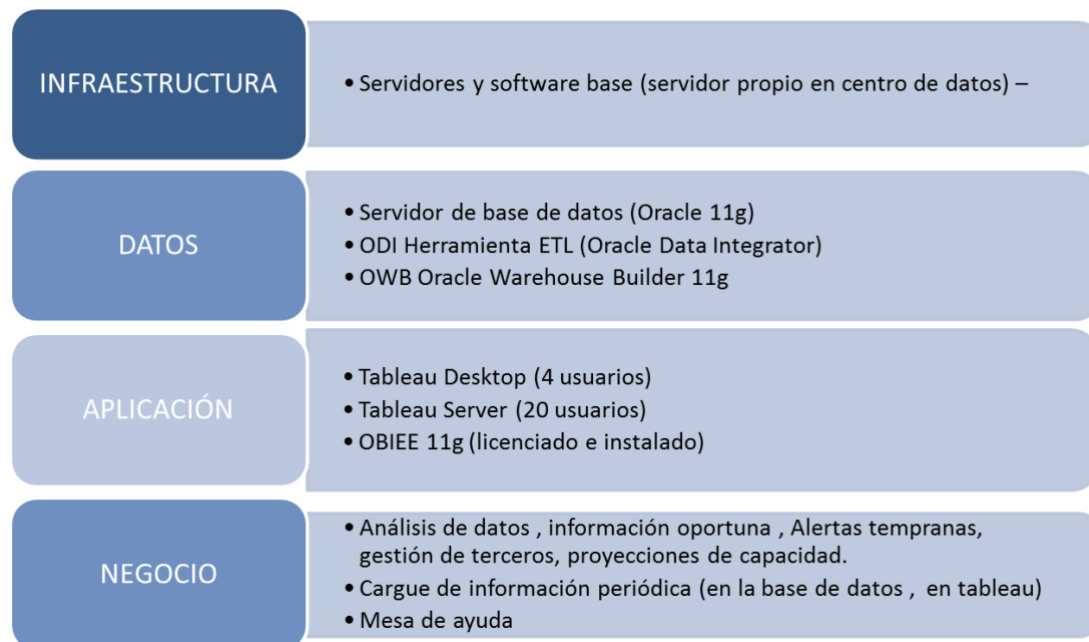 INFRAESTRUCTURA
• Servidores y software base (servidor propio en centro de datos) –
DATOS
• Servidor de base de datos (Oracle 11g)
• ODI Herramienta ETL (Oracle Data Integrator)
• OWB Oracle Warehouse Builder 11g
APLICACIÓN
• Tableau Desktop (4 usuarios)
• Tableau Server (20 usuarios)
• OBIEE 11g (licenciado e instalado)
NEGOCIO
• Análisis de datos , información oportuna , Alertas tempranas,
gestión de terceros, proyecciones de capacidad.
• Cargue de información periódica (en la base de datos , en tableau)
• Mesa de ayuda